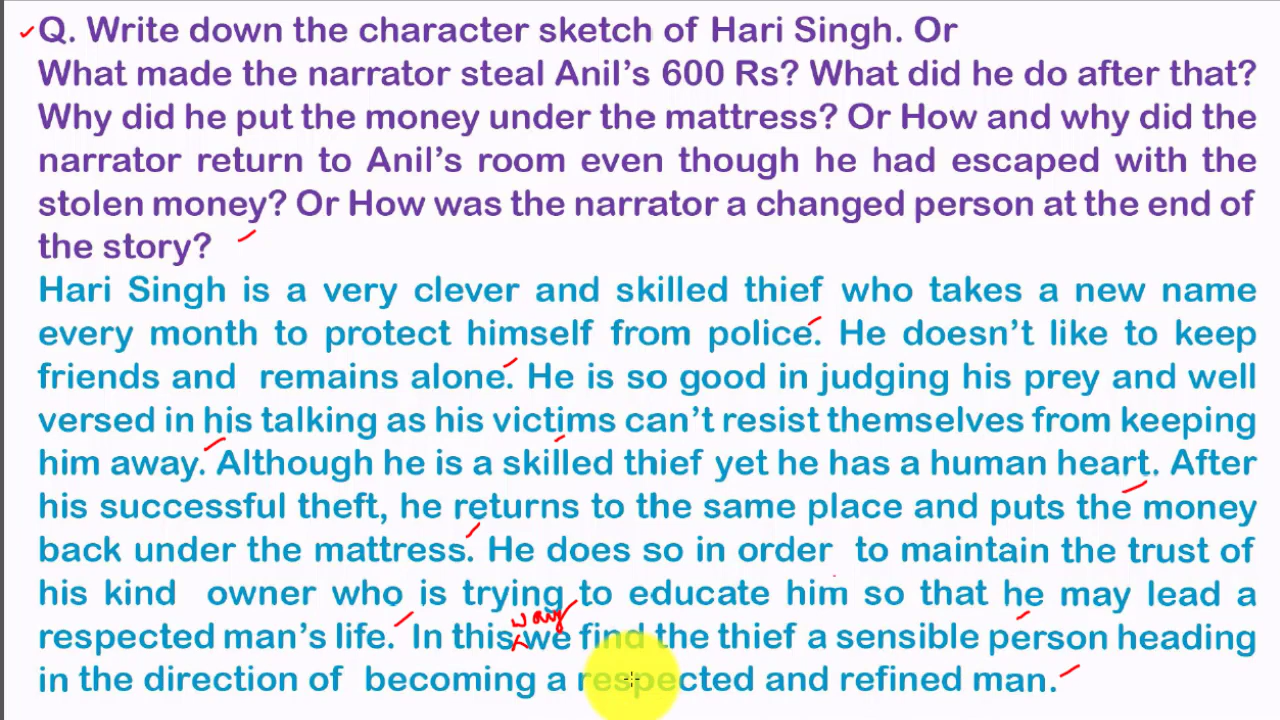 Q. Write down the character sketch of Hari Singh. Or
What made the narrator steal Anil's 600 Rs? What did he do after that?
Why did he put the money under the mattress? Or How and why did the
narrator return to Anil's room even though he had escaped with the
stolen money? Or How was the narrator a changed person at the end of
the story?
Hari Singh is a very clever and skilled thief who takes a new name
every month to protect himself from police. He doesn't like to keep
friends and remains alone. He is so good in judging his prey and well
versed in his talking as his victims can't resist themselves from keeping
him away. Although he is a skilled thief yet he has a human heart. After
his successful theft, he returns to the same place and puts the money
back under the mattress. He does so in order to maintain the trust of
his kind owner who is trying to educate him so that he may lead a
way
respected man's life. In this we find the thief a sensible person heading
in the direction of becoming a respected and refined man.